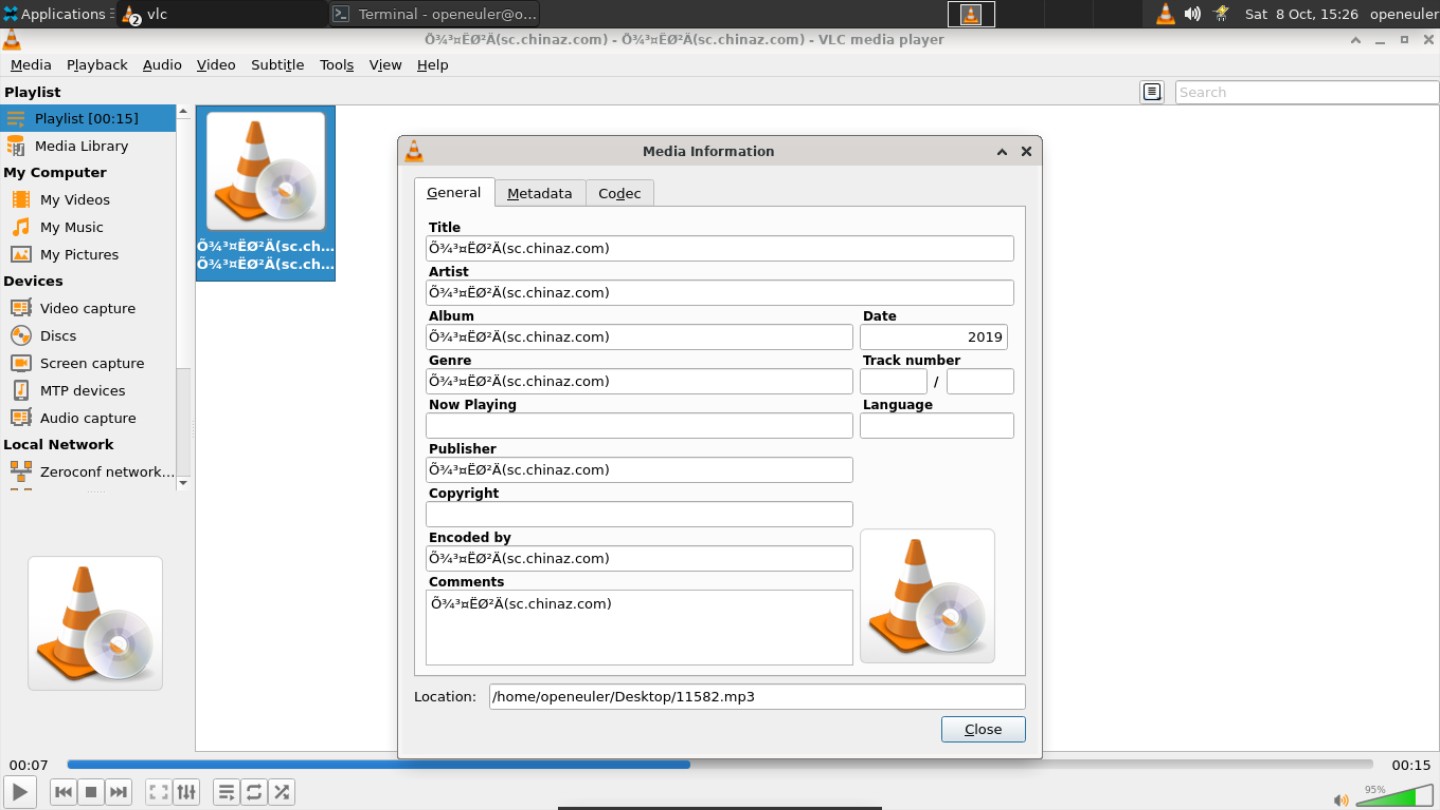 Applications
2
vlc
Terminal - openeuler@o...
Sat 8 Oct, 15:26
openeuler
Õ¾³¤ËØ²Ä(sc.chinaz.com) - Õ¾³¤ËØ²Ä(sc.chinaz.com) - VLC media player
Media Playback Audio Video Subtitle Tools View Help
Playlist
Search
Playlist [00:15]
Media Library
My Computer
My Videos
My Music
My Pictures
Devices
Video capture
Discs
Screen capture
MTP devices
Audio capture
Local Network
Zeroconf network...
Õ¾³¤ËØ²Ä(sc.ch...
Õ¾³¤ËØ²Ä(sc.ch...
Media Information
General Metadata Codec
Title
Õ¾³¤ËØ²Ä(sc.chinaz.com)
Artist
Õ¾³¤ËØ²Ä(sc.chinaz.com)
Album Date
Õ¾³¤ËØ²Ä(sc.chinaz.com) 2019
Genre Track number
Õ¾³¤ËØ²Ä(sc.chinaz.com) /
Now Playing Language
Publisher
Õ¾³¤ËØ²Ä(sc.chinaz.com)
Copyright
Encoded by
Õ¾³¤ËØ²Ä(sc.chinaz.com)
Comments
Õ¾³¤ËØ²Ä(sc.chinaz.com)
Location: /home/openeuler/Desktop/11582.mp3
Close
00:07 00:15
95%